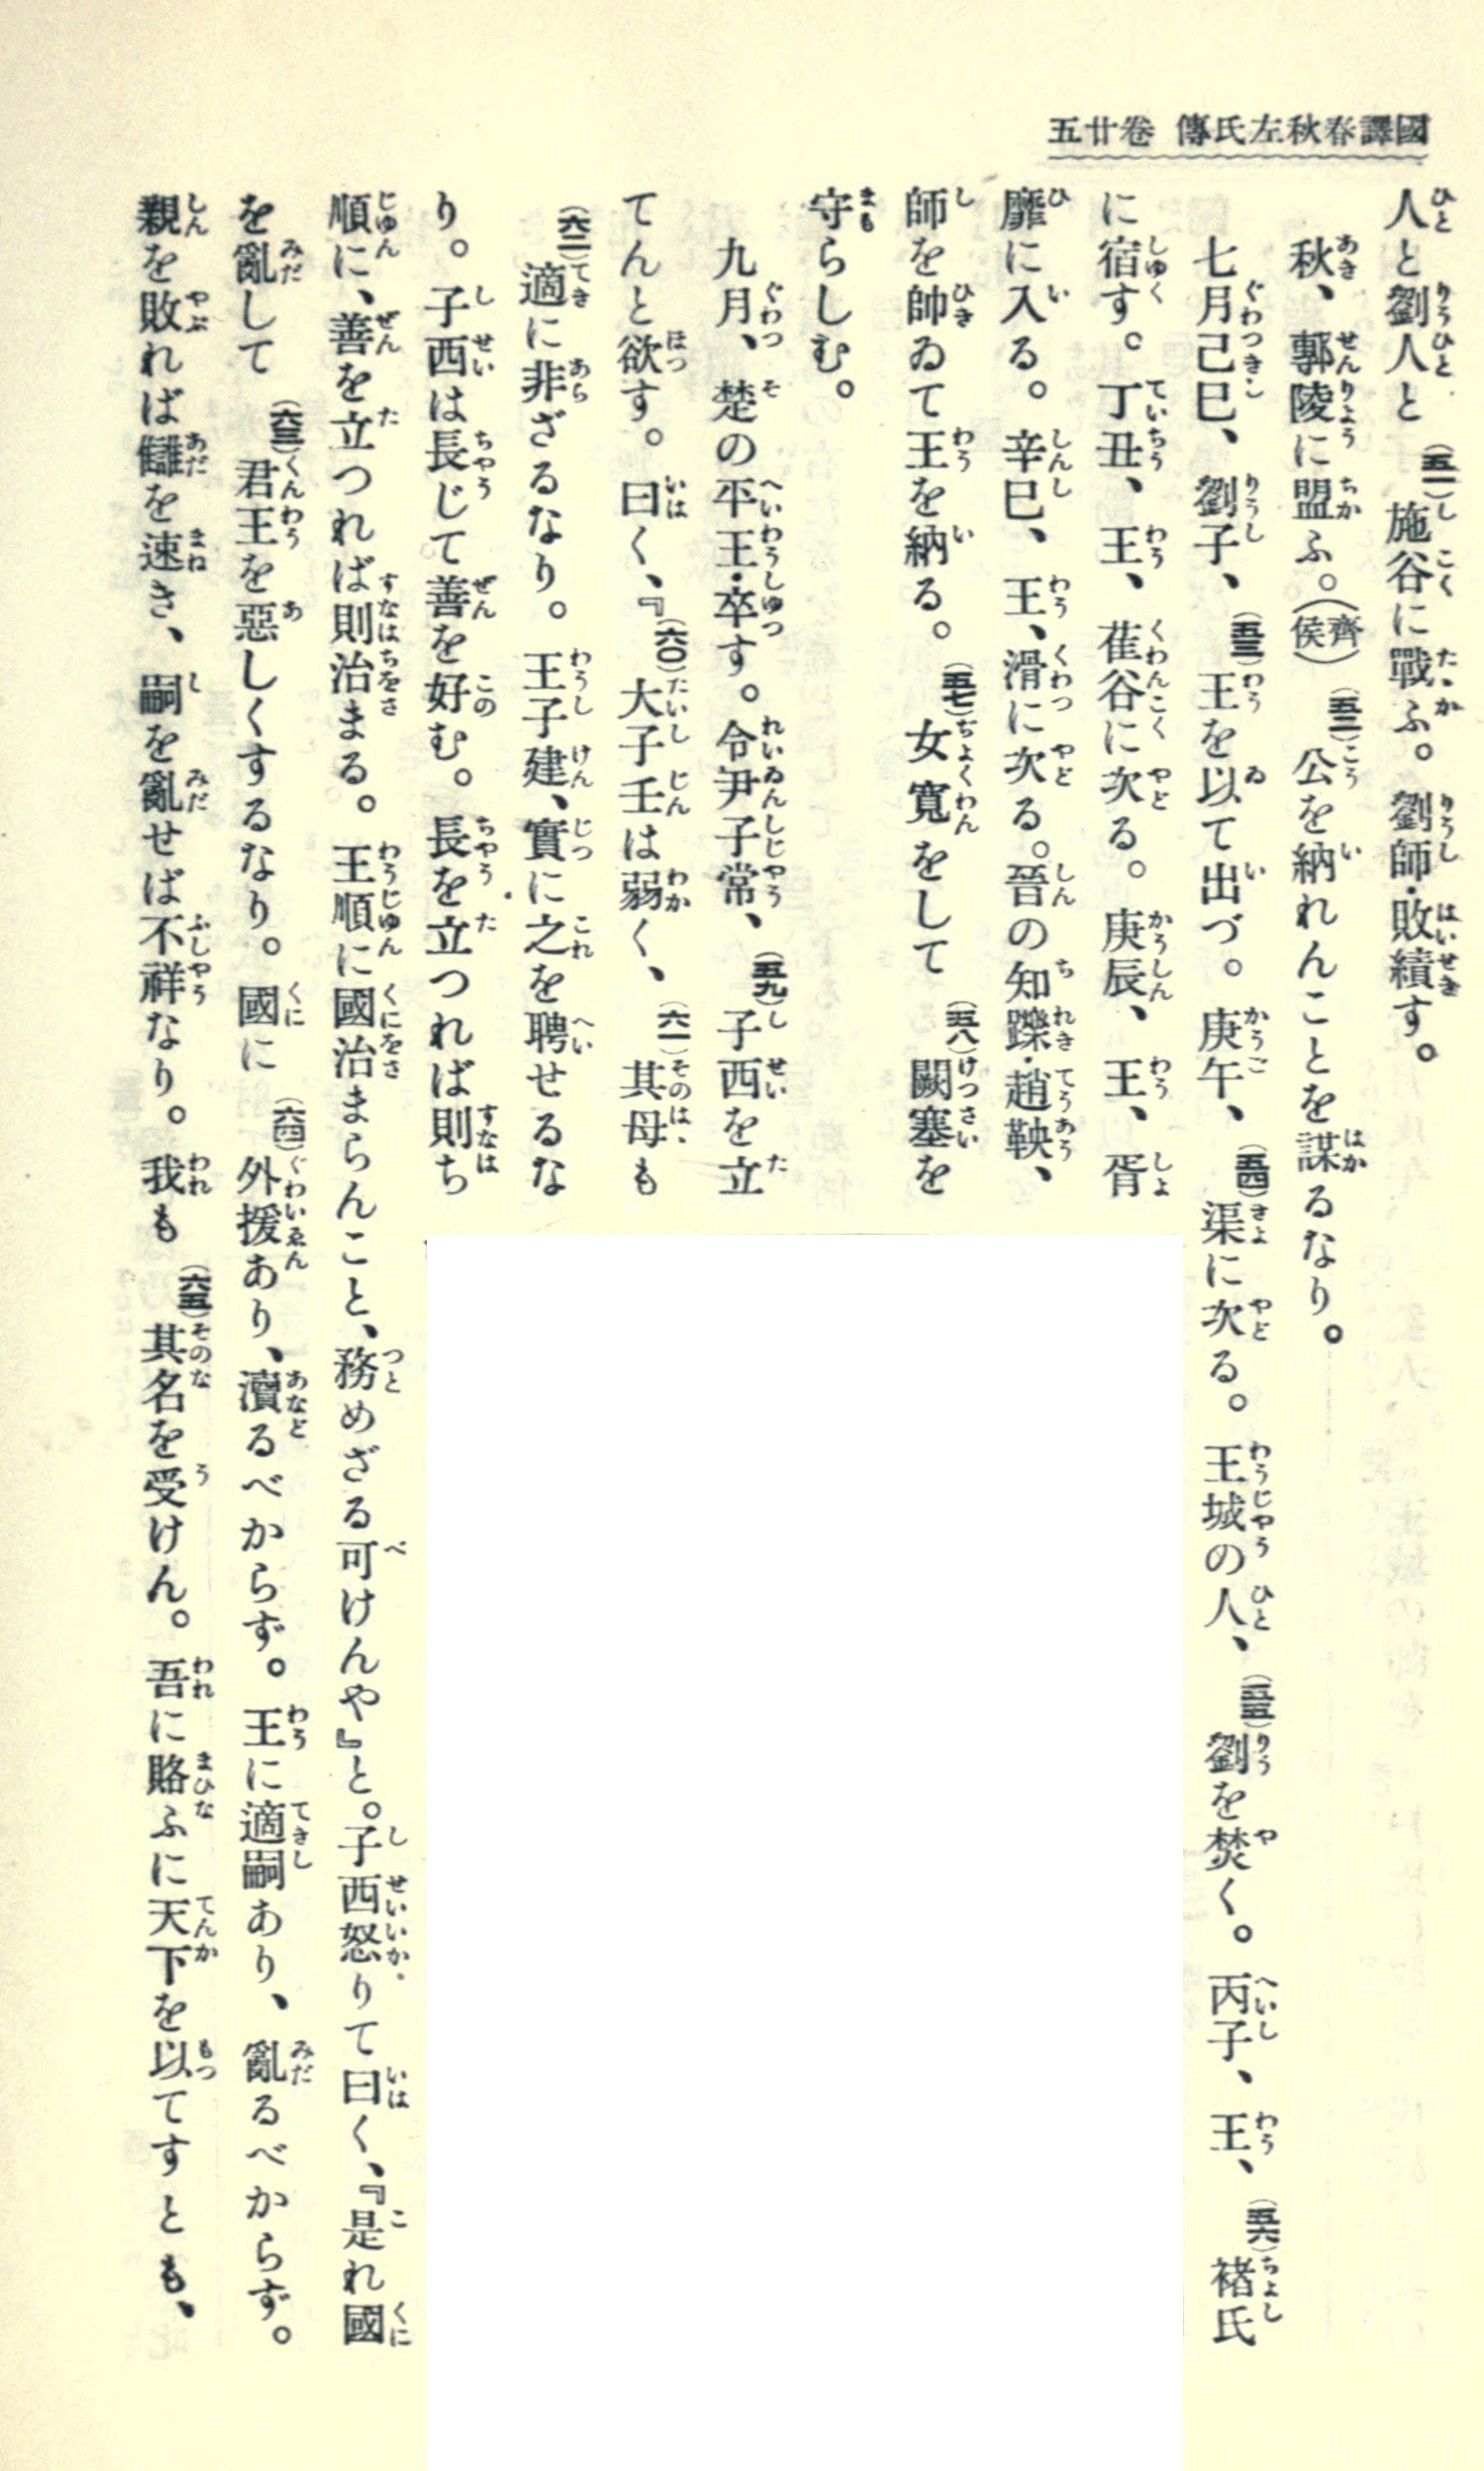 國譯春秋左氏傳 卷廿五
人と劉人と(五一)施谷に戰ふ。劉師・敗績す。
秋、鄟陵に盟ふ。(齊侯)(五二)公を納れんことを謀るなり。
七月己巳、劉子、(五三)王を以て出づ。庚午、(五四)渠に次る。王城の人、(五五)劉を焚く。丙子、王、(五六)褚氏
に宿す。丁丑、王、萑谷に次る。庚辰、王、胥
靡に入る。辛巳、王、滑に次る。晉の知躒・趙鞅、
師を帥ゐて王を納る。(五七)女寬をして(五八)闕塞を
守らしむ。
九月、楚の平王・卒す。令尹子常、(五九)子西を立
てんと欲す。曰く、『(六〇)大子壬は弱く、(六一)其母も
(六二)適に非ざるなり。王子建、實に之を聘せるな
り。子西は長じて善を好む。長を立つれば則ち
順に、善を立つれば則治まる。王順に國治まらんこと、務めざる可けんや』と。子西怒りて曰く、『是れ國
を亂して(六三)君王を惡しくするなり。國に(六四)外援あり、瀆るべからず。王に適嗣あり、亂るべからず。
親を敗れば讎を速き、嗣を亂せば不祥なり。我も(六五)其名を受けん。吾に賂ふに天下を以てすとも、